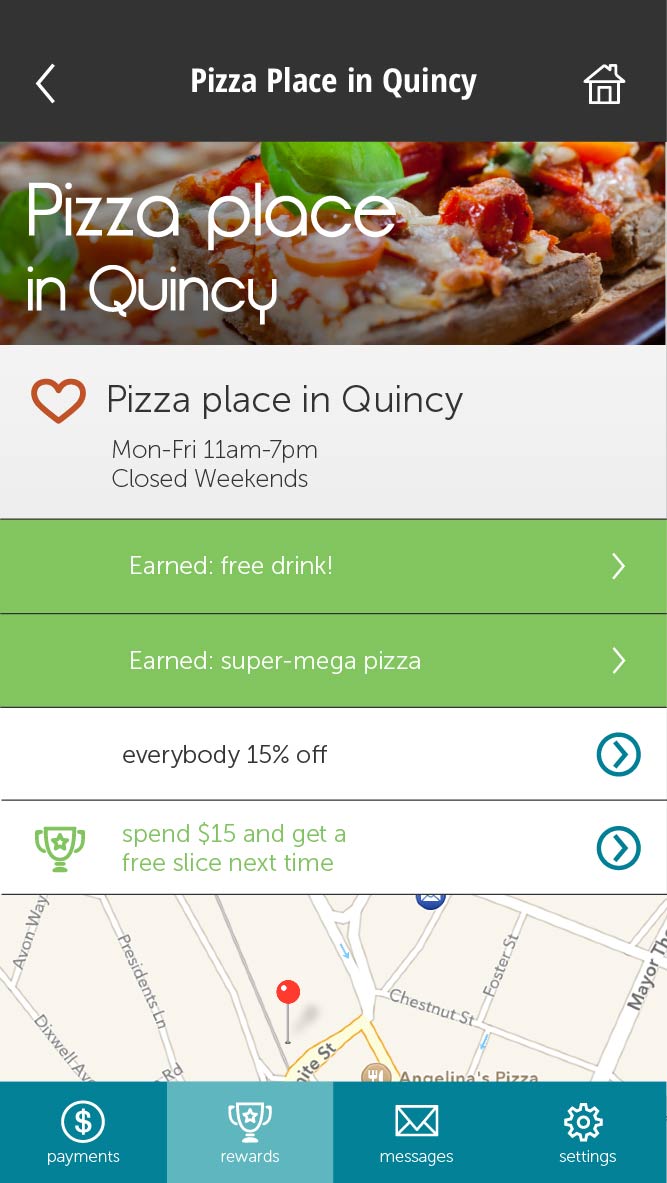 Pizza Place in Quincy
Pizza place
in Quincy
Pizza place in Quincy
Mon-Fri 11am-7pm
Closed Weekends
Earned: free drink!
Earned: super-mega pizza
everybody 15% off
spend $15 and get a
free slice next time
Avon Way
Presidents Ln
Foster St
Chestnut St
Rd
Angelina's Pizza
$
payments
rewards
messages
settings